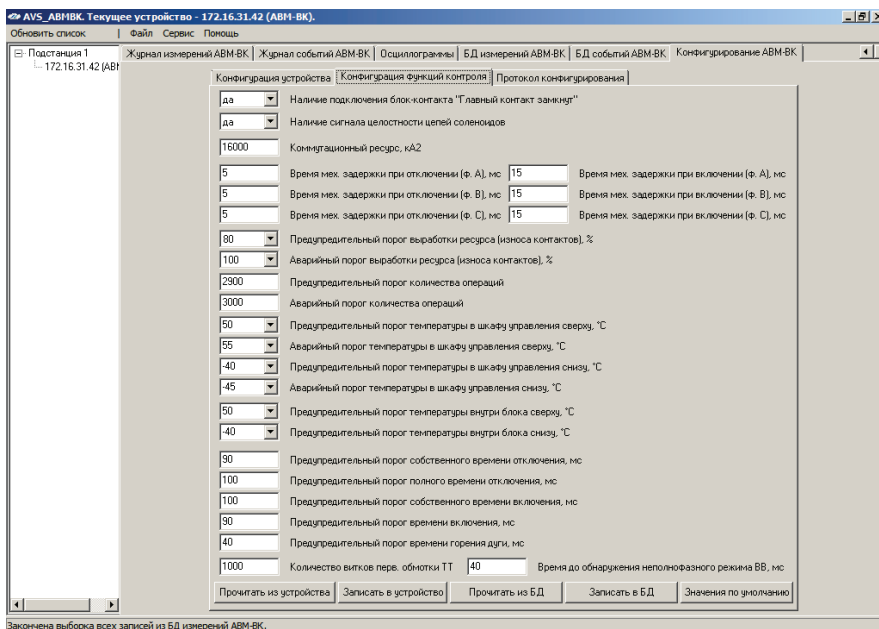 AVS_ABMBK. Текущее устройство - 172.16.31.42 (АВМ-ВК).
Обновить список | Файл Сервис Помощь
Подстанция 1
172.16.31.42 (АВМ
Журнал измерений АВМ-ВК Журнал событий АВМ-ВК Осциллограммы БД измерений АВМ-ВК БД событий АВМ-ВК Конфигурирование АВМ-ВК
Конфигурация устройства Конфигурация функций контроля Протокол конфигурирования
да Наличие подключения блок-контакта "Главный контакт замкнут"
да Наличие сигнала целостности цепей соленоидов
16000 Коммутационный ресурс, кА2
5 Время мех. задержки при отключении (ф. А), мс 15 Время мех. задержки при включении (ф. А), мс
5 Время мех. задержки при отключении (ф. В), мс 15 Время мех. задержки при включении (ф. В), мс
5 Время мех. задержки при отключении (ф. С), мс 15 Время мех. задержки при включении (ф. С), мс
80 Предупредительный порог выработки ресурса (износа контактов), %
100 Аварийный порог выработки ресурса (износа контактов), %
2900 Предупредительный порог количества операций
3000 Аварийный порог количества операций
50 Предупредительный порог температуры в шкафу управления сверху, °С
55 Аварийный порог температуры в шкафу управления сверху, °С
-40 Предупредительный порог температуры в шкафу управления снизу, °С
-45 Аварийный порог температуры в шкафу управления снизу, °С
50 Предупредительный порог температуры внутри блока сверху, °С
-40 Предупредительный порог температуры внутри блока снизу, °С
90 Предупредительный порог собственного времени отключения, мс
100 Предупредительный порог полного времени отключения, мс
100 Предупредительный порог собственного времени включения, мс
90 Предупредительный порог времени включения, мс
40 Предупредительный порог времени горения дуги, мс
1000 Количество витков перв. обмотки ТТ 40 Время до обнаружения неполнофазного режима ВВ, мс
Прочитать из устройства Записать в устройство Прочитать из БД Записать в БД Значения по умолчанию
Закончена выборка всех записей из БД измерений АВМ-ВК.